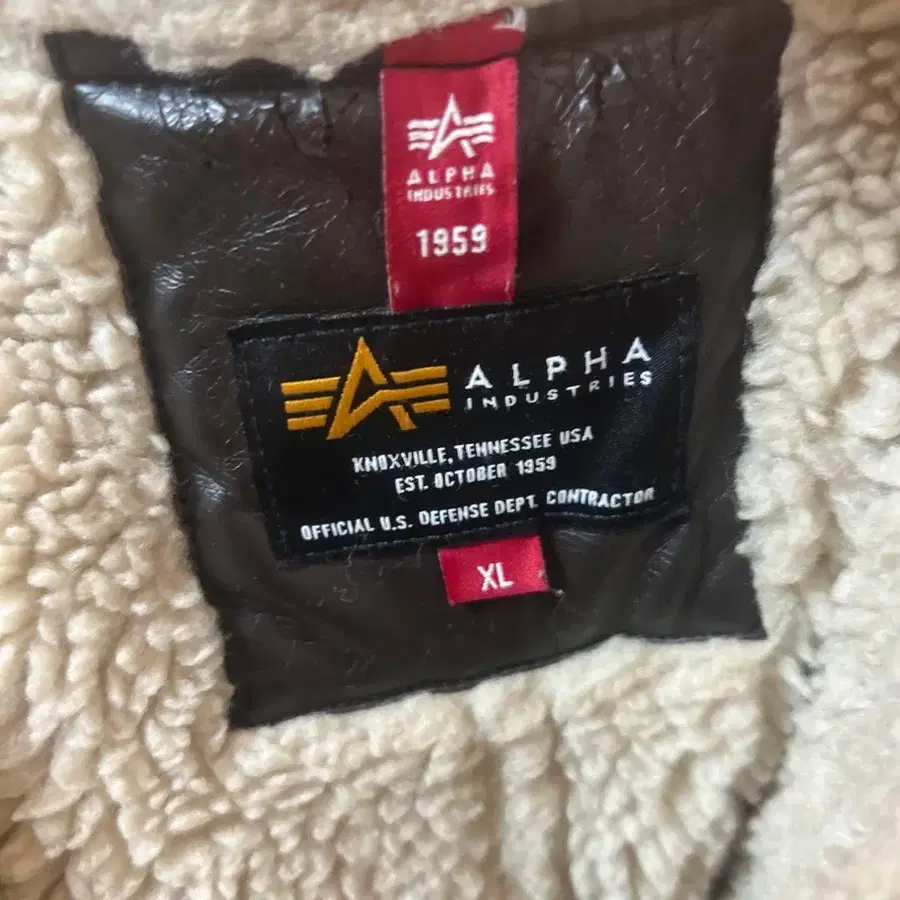 ALPHA
INDUSTRIES
1959
ALPHA
INDUSTRIES
KNOXVILLE, TENNESSEE USA
EST. OCTOBER 1959
OFFICIAL U.S. DEFENSE DEPT. CONTRACTOR
XL